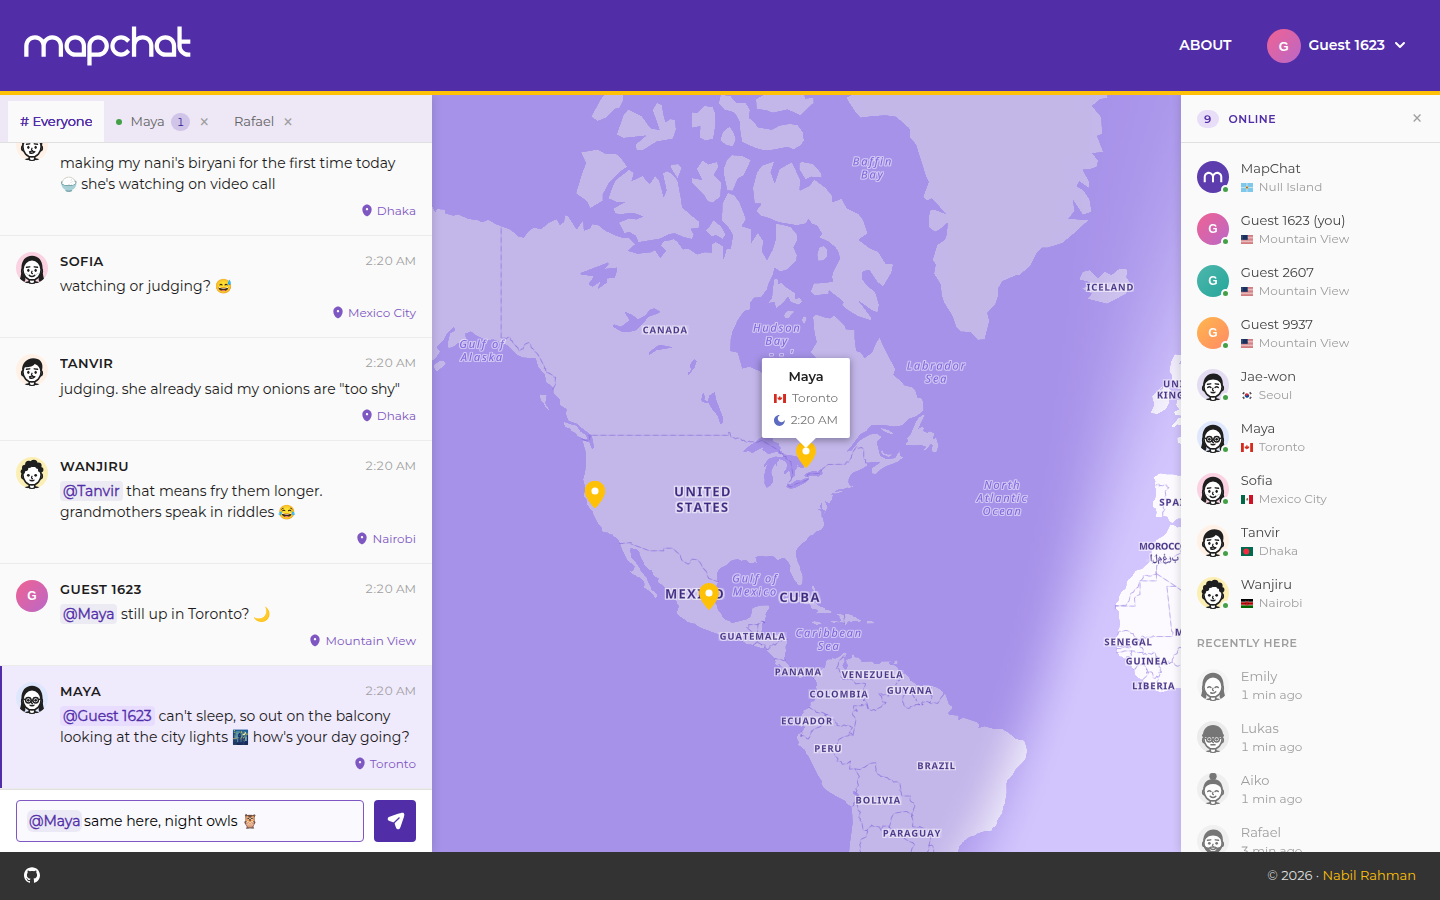 mapchat
ABOUT
G
Guest 1623
# Everyone
Maya 1 ×
Rafael ×
making my nani's biryani for the first time today
🍚 she's watching on video call
Dhaka
SOFIA
2:20 AM
watching or judging? 😅
Mexico City
TANVIR
2:20 AM
judging. she already said my onions are "too shy"
Dhaka
WANJIRU
2:20 AM
@Tanvir that means fry them longer.
grandmothers speak in riddles 😂
Nairobi
G
GUEST 1623
2:20 AM
@Maya still up in Toronto? 🌙
Mountain View
MAYA
2:20 AM
@Guest 1623 can't sleep, so out on the balcony
looking at the city lights 🌃 how's your day going?
Toronto
@Maya same here, night owls 🦉
Baffin
Bay
ICELAND
CANADA
Hudson
Bay
Gulf of
Alaska
Labrador
Sea
Maya
Toronto
2:20 AM
UNI
KING
UNITED
STATES
North
Atlantic
Ocean
SPA
MOROCCO
Gulf of
Mexico
MEXICO
CUBA
GUATEMALA
Caribbean
Sea
SENEGAL
M
GUINEA
LIBERIA
PANAMA
VENEZUELA
COLOMBIA
GUYANA
ECUADOR
PERU
BRAZIL
BOLIVIA
PARAGUAY
9 ONLINE ×
m
MapChat
Null Island
G
Guest 1623 (you)
Mountain View
G
Guest 2607
Mountain View
G
Guest 9937
Mountain View
Jae-won
Seoul
Maya
Toronto
Sofia
Mexico City
Tanvir
Dhaka
Wanjiru
Nairobi
RECENTLY HERE
Emily
1 min ago
Lukas
1 min ago
Aiko
1 min ago
Rafael
3 min ago
© 2026 · Nabil Rahman